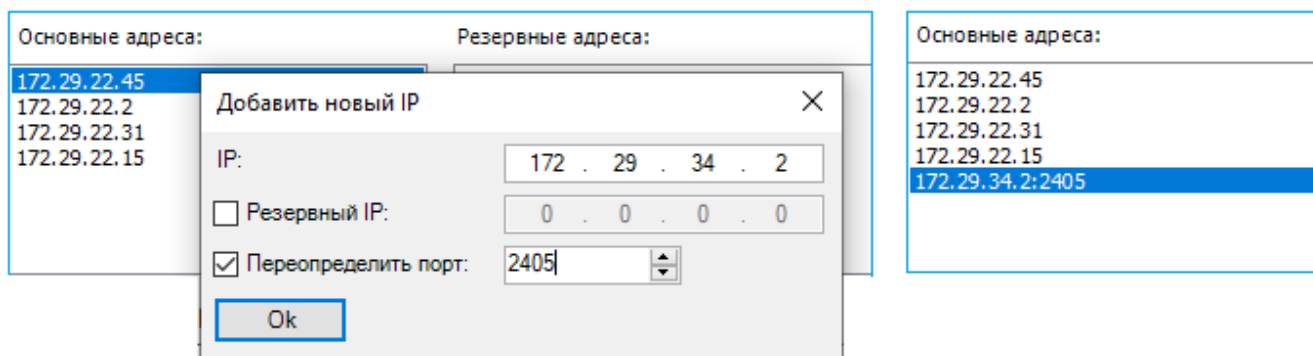 Основные адреса:
Резервные адреса:
172.29.22.45
172.29.22.2
172.29.22.31
172.29.22.15
Добавить новый IP
IP:
172 . 29 . 34 . 2
Резервный IP:
0 . 0 . 0 . 0
Переопределить порт:
2405
Ok
Основные адреса:
172.29.22.45
172.29.22.2
172.29.22.31
172.29.22.15
172.29.34.2:2405